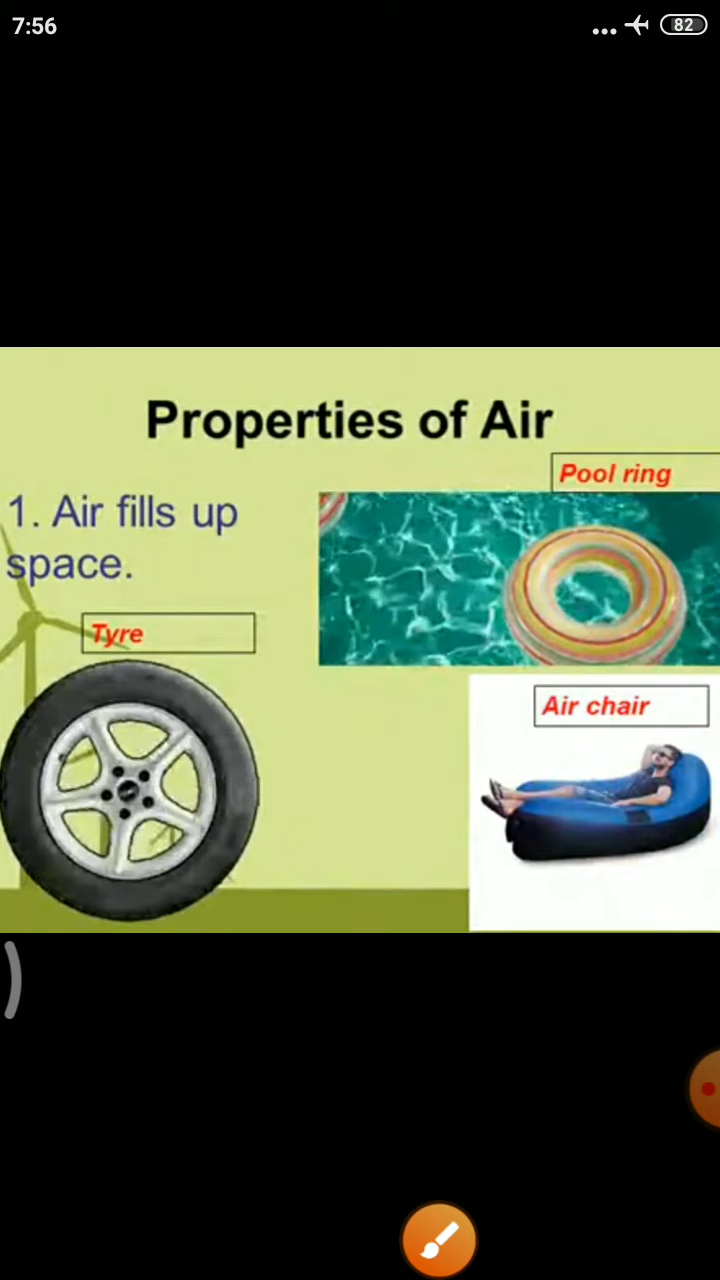 7:56
82
Properties of Air
Pool ring
1. Air fills up
space.
Tyre
Air chair